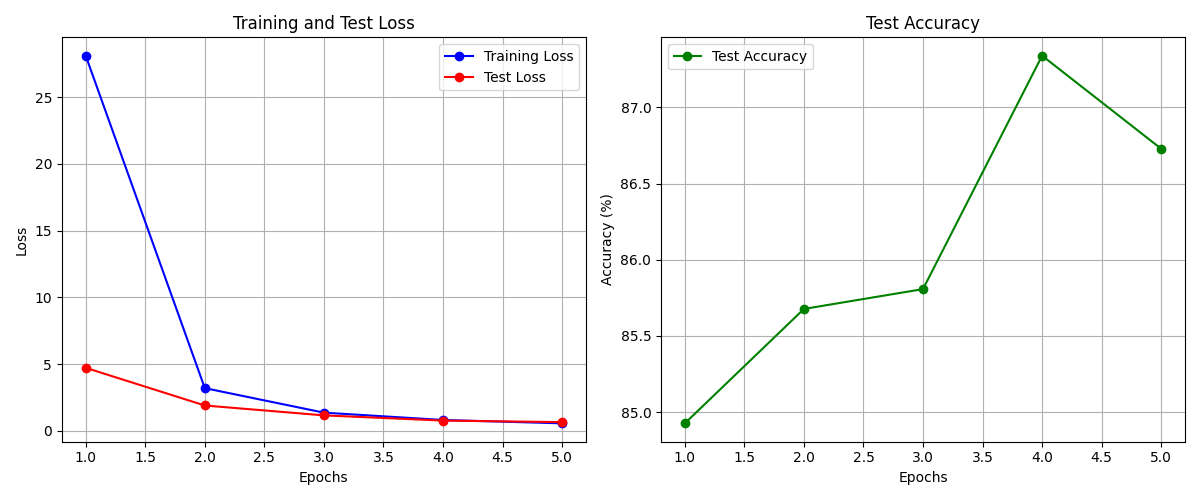 Training and Test Loss
Training Loss
Test Loss
25
20
15
10
5
0
Loss
1.0 1.5 2.0 2.5 3.0 3.5 4.0 4.5 5.0
Epochs
Test Accuracy
Test Accuracy
87.0
86.5
86.0
85.5
85.0
Accuracy (%)
1.0 1.5 2.0 2.5 3.0 3.5 4.0 4.5 5.0
Epochs